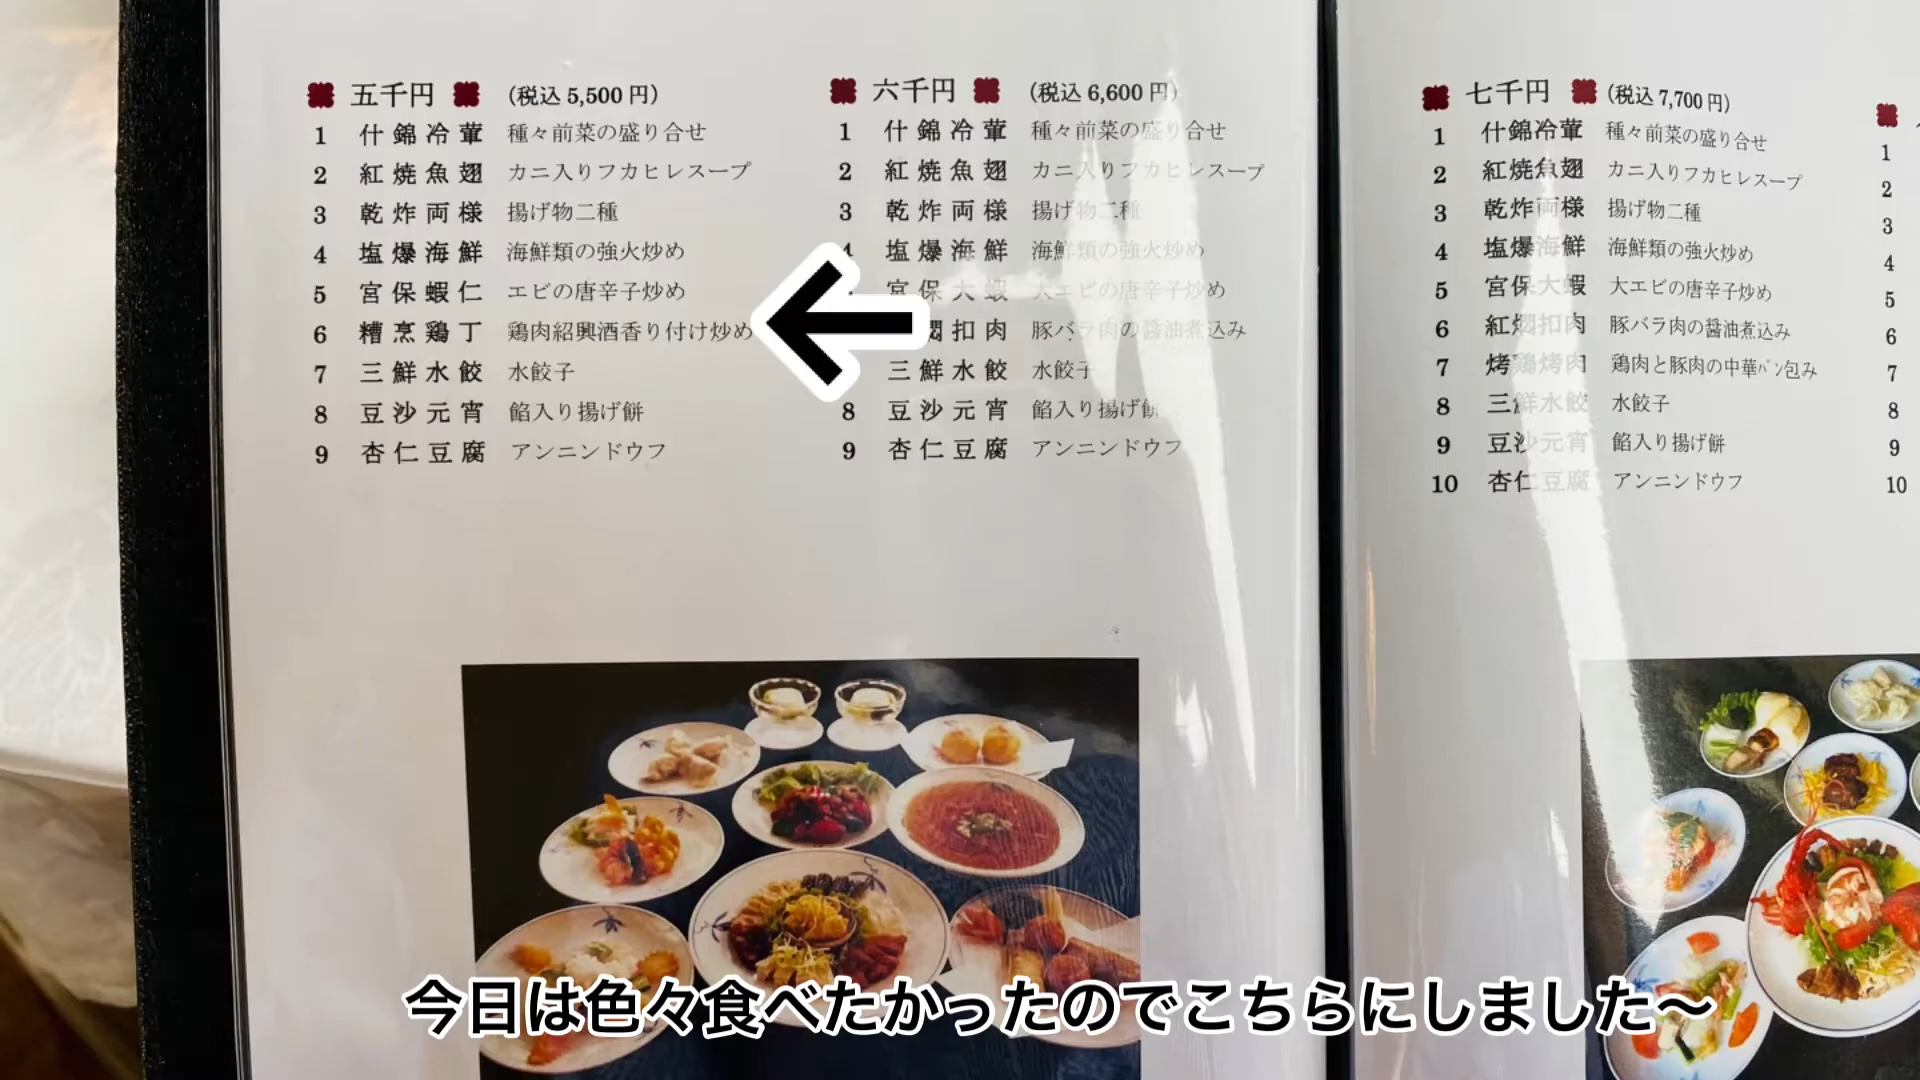 五千円 (税込 5,500 円)
1 什錦冷葷 種々前菜の盛り合せ
2 紅焼魚翅 カニ入りフカヒレスープ
3 乾炸両様 揚げ物二種
4 塩爆海鮮 海鮮類の強火炒め
5 宮保蝦仁 エビの唐辛子炒め
6 糟烹鶏丁 鶏肉紹興酒香り付け炒め
7 三鮮水餃 水餃子
8 豆沙元宵 餡入り揚げ餅
9 杏仁豆腐 アンニンドウフ
六千円 (税込 6,600 円)
1 什錦冷葷 種々前菜の盛り合せ
2 紅焼魚翅 カニ入りフカヒレスープ
3 乾炸両様 揚げ物二種
4 塩爆海鮮 海鮮類の強火炒め
宮保大蝦 大エビの唐辛子炒め
燜扣肉 豚バラ肉の醤油煮込み
三鮮水餃 水餃子
8 豆沙元宵 餡入り揚げ餅
9 杏仁豆腐 アンニンドウフ
七千円 (税込 7,700 円)
1 什錦冷葷 種々前菜の盛り合せ
2 紅焼魚翅 カニ入りフカヒレスープ
3 乾炸両様 揚げ物二種
4 塩爆海鮮 海鮮類の強火炒め
5 宮保大蝦 大エビの唐辛子炒め
6 紅燜扣肉 豚バラ肉の醤油煮込み
7 烤鶏烤肉 鶏肉と豚肉の中華パン包み
8 三鮮水餃 水餃子
9 豆沙元宵 餡入り揚げ餅
10 杏仁豆腐 アンニンドウフ
1
2
3
4
5
6
7
8
9
10
今日は色々食べたかったのでこちらにしました～